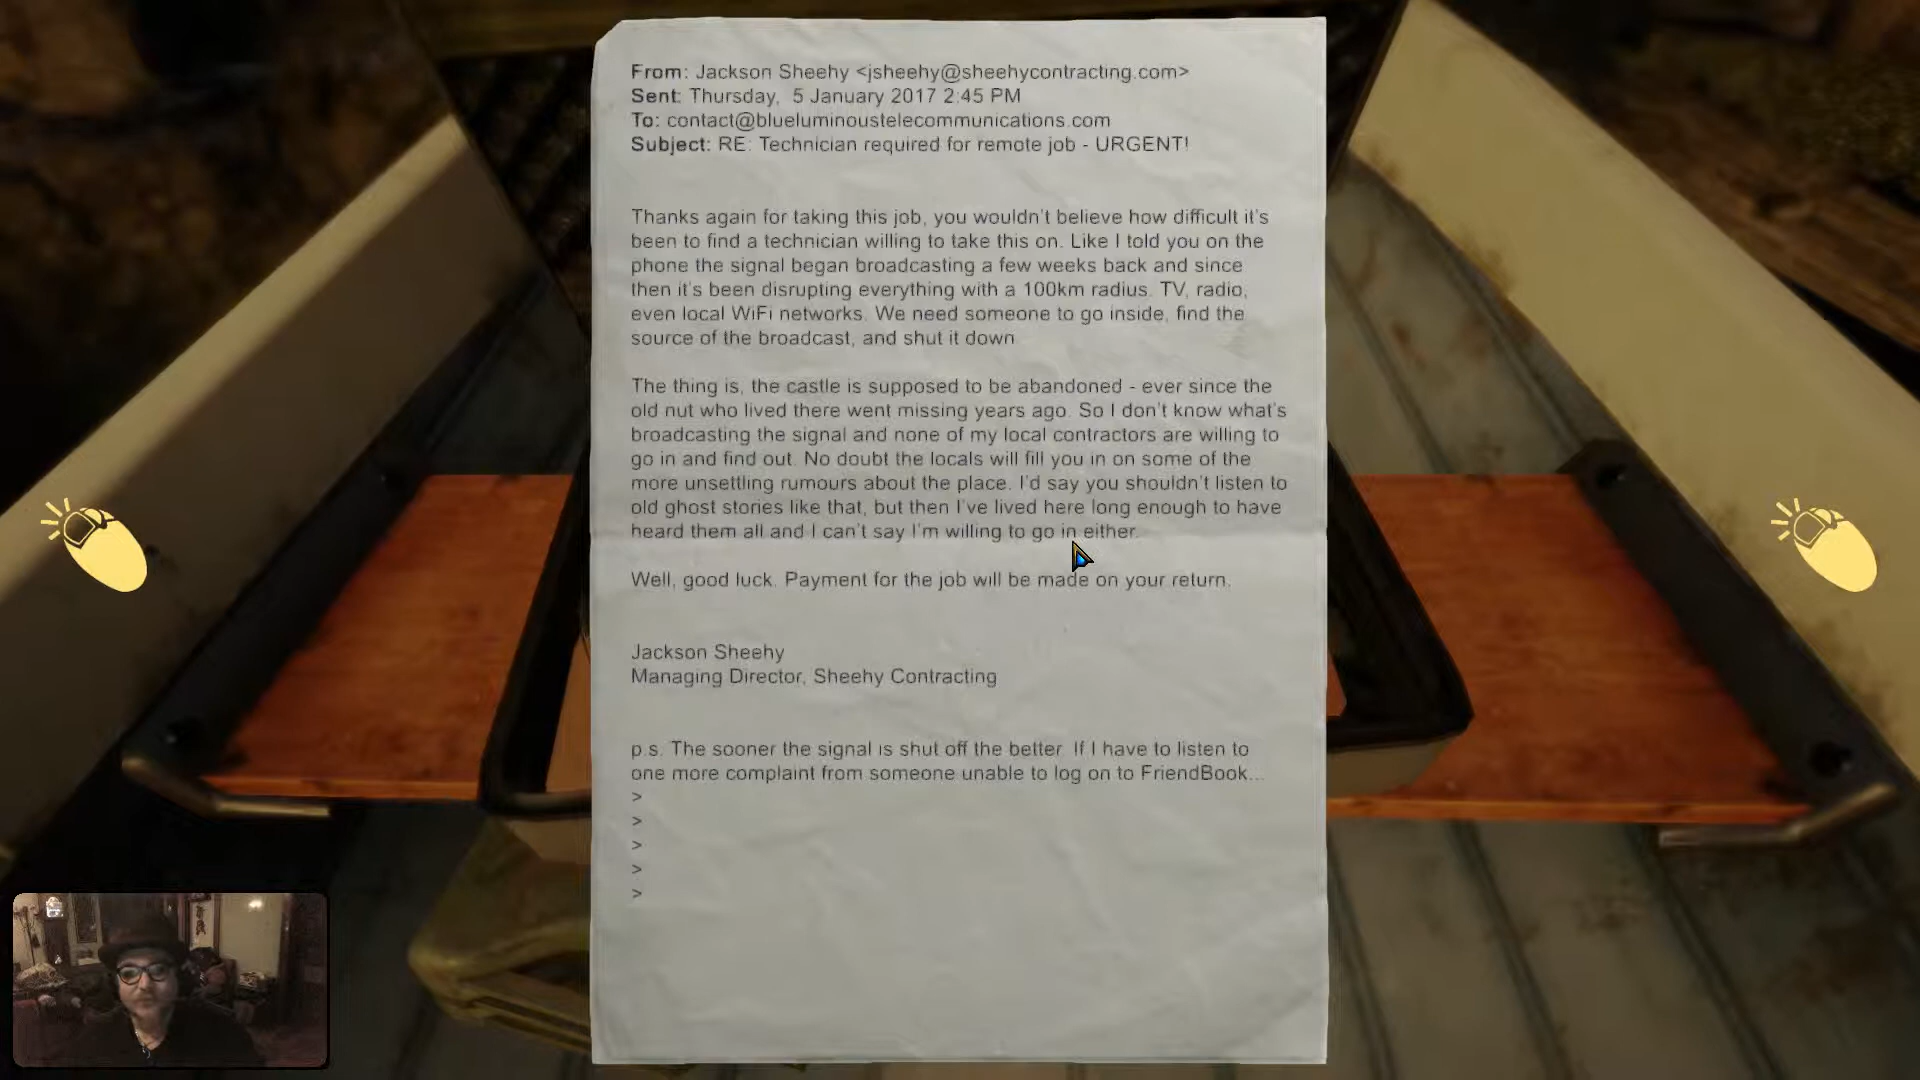 From: Jackson Sheehy <jsheehy@sheehycontracting.com>
Sent: Thursday, 5 January 2017 2:45 PM
To: contact@blueluminoustelecommunications.com
Subject: RE: Technician required for remote job - URGENT!
Thanks again for taking this job, you wouldn't believe how difficult it's
been to find a technician willing to take this on. Like I told you on the
phone the signal began broadcasting a few weeks back and since
then it's been disrupting everything with a 100km radius. TV, radio,
even local WiFi networks. We need someone to go inside, find the
source of the broadcast, and shut it down.
The thing is, the castle is supposed to be abandoned - ever since the
old nut who lived there went missing years ago. So I don't know what's
broadcasting the signal and none of my local contractors are willing to
go in and find out. No doubt the locals will fill you in on some of the
more unsettling rumours about the place. I'd say you shouldn't listen to
old ghost stories like that, but then I've lived here long enough to have
heard them all and I can't say I'm willing to go in either.
Well, good luck. Payment for the job will be made on your return.
Jackson Sheehy
Managing Director, Sheehy Contracting
p.s. The sooner the signal is shut off the better. If I have to listen to
one more complaint from someone unable to log on to FriendBook...
>
>
>
>
>